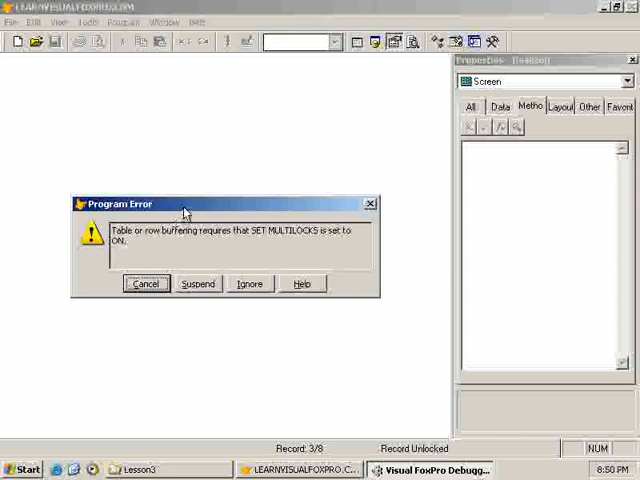 LEARNVISUALFOXPRO.COM
File Edit View Tools Program Window Help
Properties - Desktop
Screen
All Data Metho Layout Other Favori
Program Error
Table or row buffering requires that SET MULTILOCKS is set to
ON.
Cancel Suspend Ignore Help
Record: 3/8 Record Unlocked NUM
Start Lesson3 LEARNVISUALFOXPRO.C... Visual FoxPro Debugg... 8:50 PM